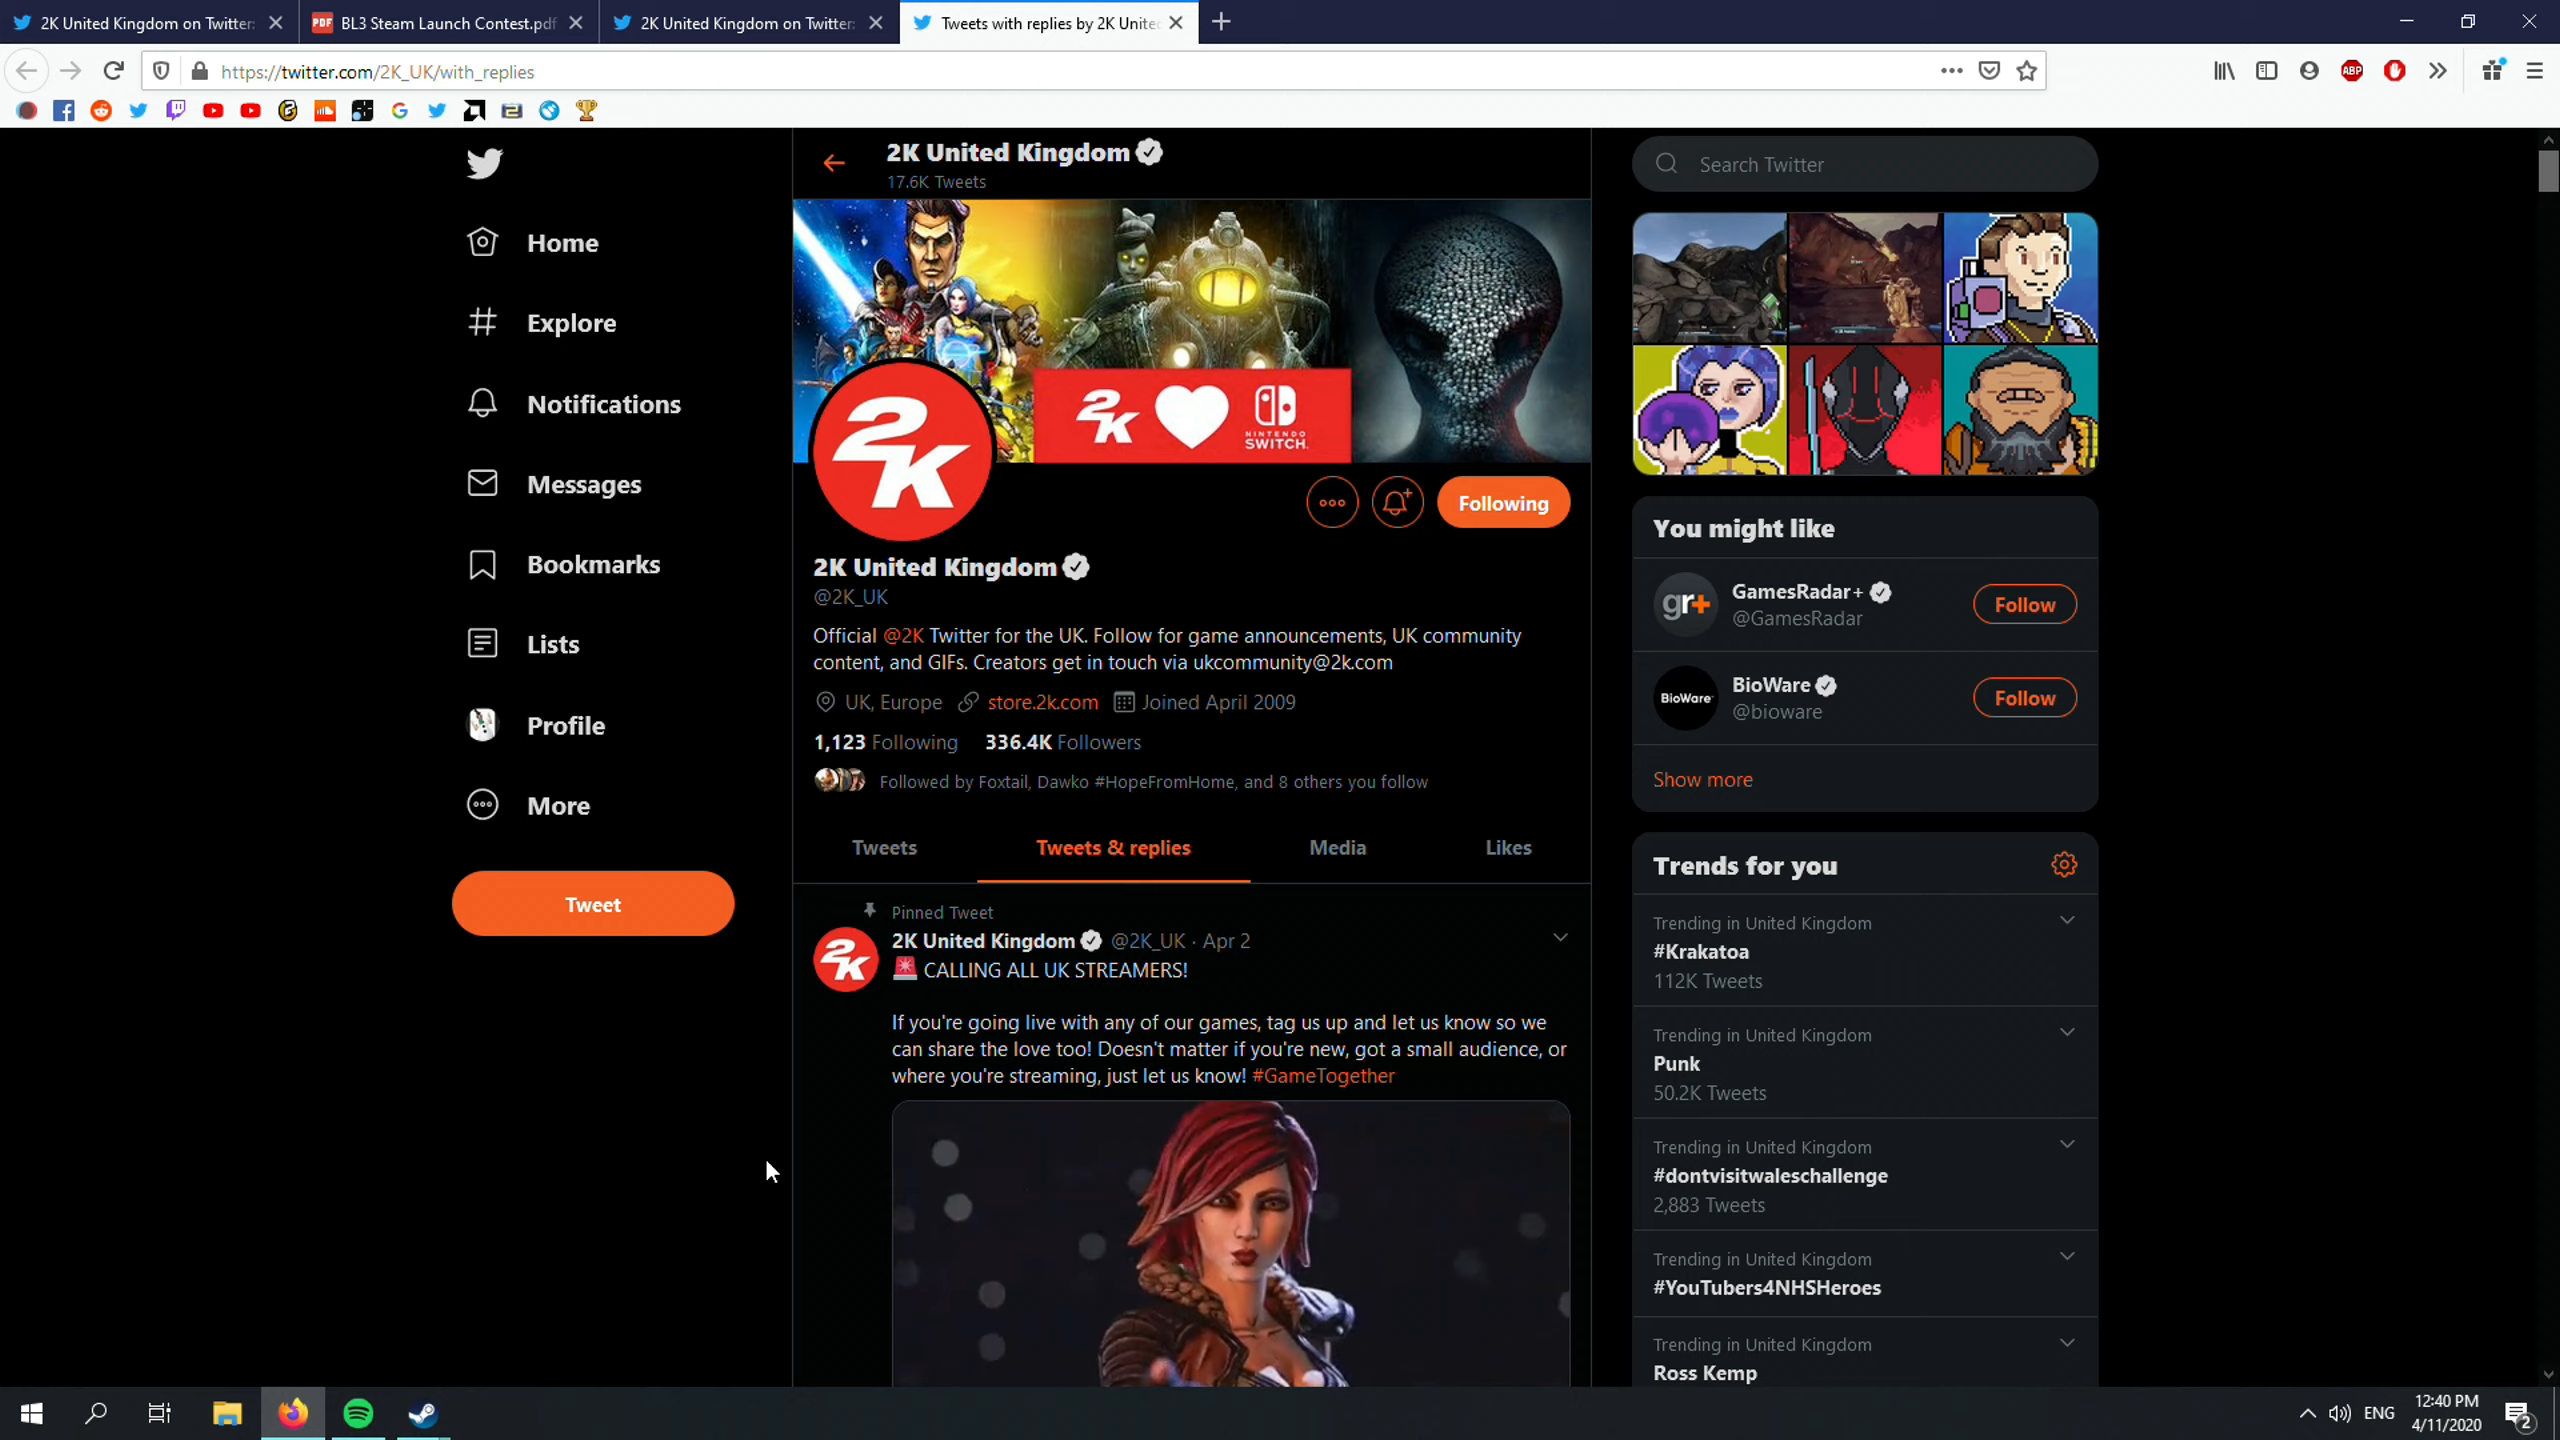 2K United Kingdom on Twitter:
BL3 Steam Launch Contest.pdf
2K United Kingdom on Twitter:
Tweets with replies by 2K Unite
https://twitter.com/2K_UK/with_replies
ABP
Home
Explore
Notifications
Messages
Bookmarks
Lists
Profile
More
Tweet
2K United Kingdom
17.6K Tweets
2K
NINTENDO
SWITCH
2K
Following
2K United Kingdom
@2K_UK
Official @2K Twitter for the UK. Follow for game announcements, UK community
content, and GIFs. Creators get in touch via ukcommunity@2k.com
UK, Europe store.2k.com Joined April 2009
1,123 Following 336.4K Followers
Followed by Foxtail, Dawko #HopeFromHome, and 8 others you follow
Tweets Tweets & replies Media Likes
Pinned Tweet
2K
2K United Kingdom @2K_UK · Apr 2
🚨 CALLING ALL UK STREAMERS!
If you're going live with any of our games, tag us up and let us know so we
can share the love too! Doesn't matter if you're new, got a small audience, or
where you're streaming, just let us know! #GameTogether
Search Twitter
You might like
gr+
GamesRadar+
@GamesRadar
Follow
BioWare
BioWare
@bioware
Follow
Show more
Trends for you
Trending in United Kingdom
#Krakatoa
112K Tweets
Trending in United Kingdom
Punk
50.2K Tweets
Trending in United Kingdom
#dontvisitwaleschallenge
2,883 Tweets
Trending in United Kingdom
#YouTubers4NHSHeroes
Trending in United Kingdom
Ross Kemp
ENG
12:40 PM
4/11/2020
2